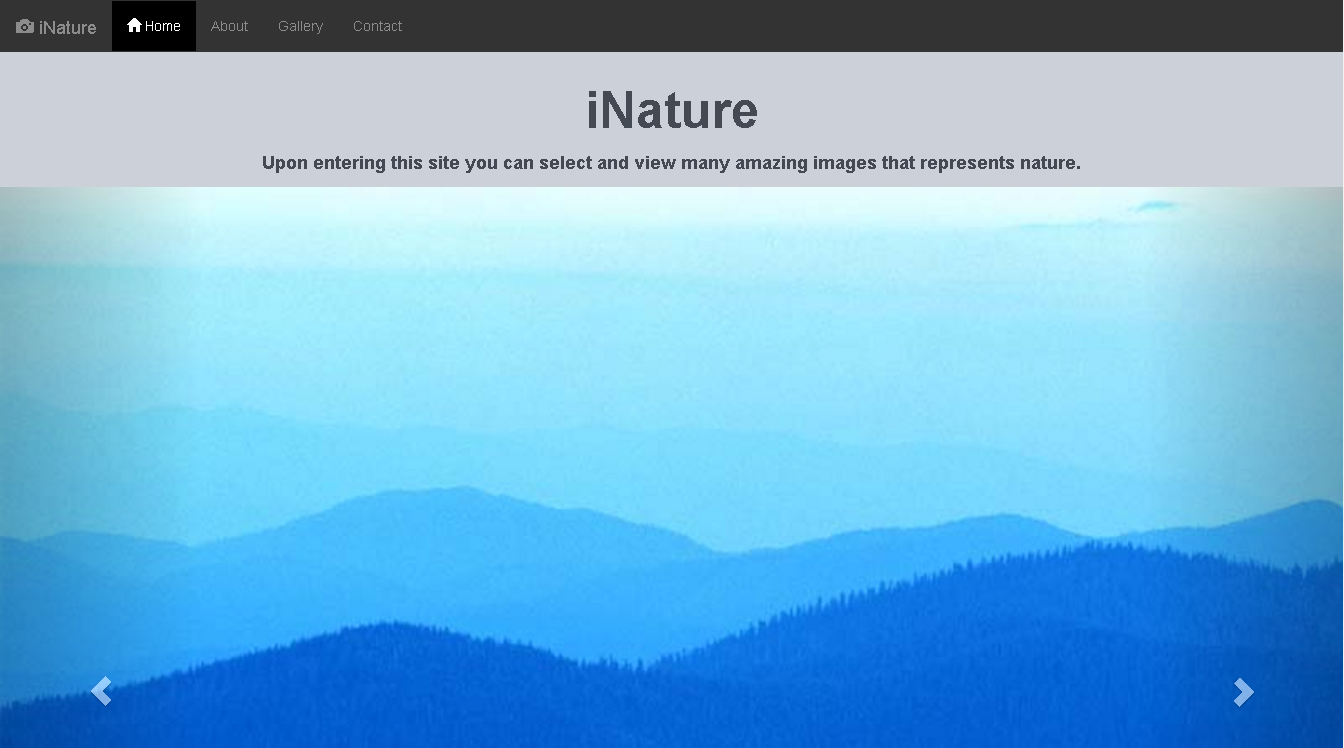 iNature Home About Gallery Contact
iNature
Upon entering this site you can select and view many amazing images that represents nature.